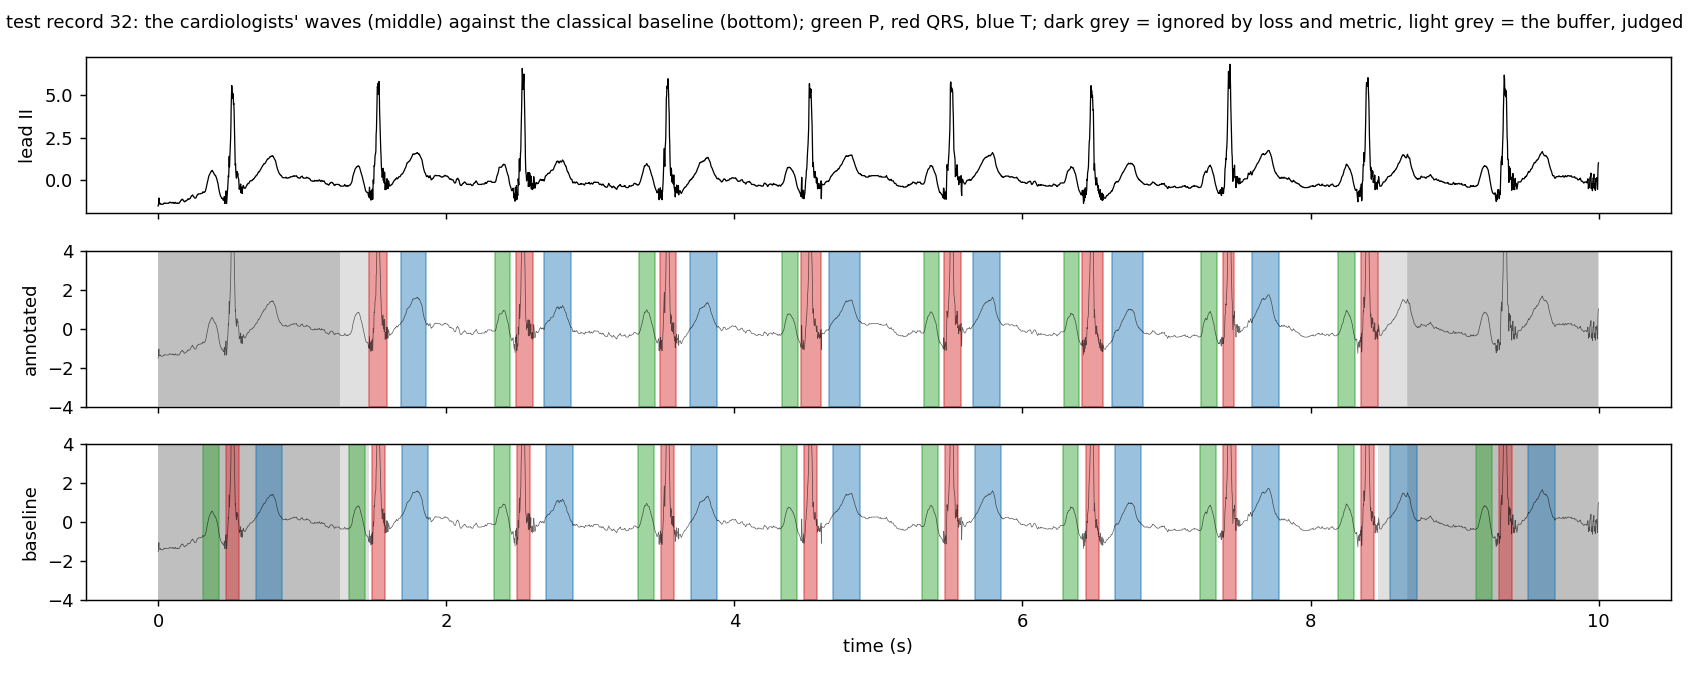 test record 32: the cardiologists' waves (middle) against the classical baseline (bottom); green P, red QRS, blue T; dark grey = ignored by loss and metric, light grey = the buffer, judged
lead II
5.0
2.5
0.0
annotated
4
2
0
−2
−4
baseline
4
2
0
−2
−4
0 2 4 6 8 10
time (s)